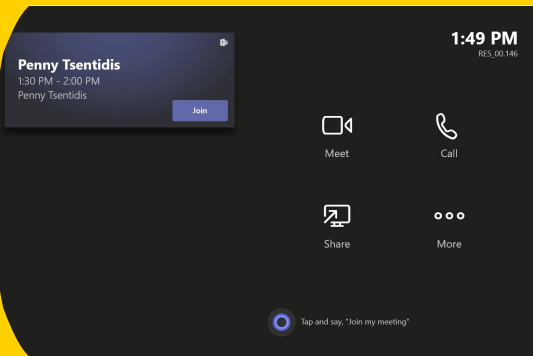 Penny Tsentidis
1:30 PM - 2:00 PM
Penny Tsentidis
Join
1:49 PM
RES_00.146
Meet
Call
Share
More
Tap and say, "Join my meeting"